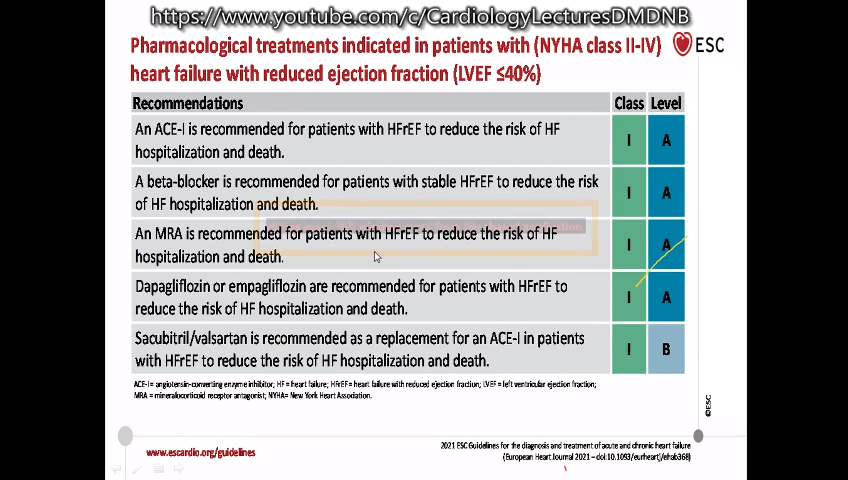 https://www.youtube.com/c/CardiologyLecturesDMDNB
Pharmacological treatments indicated in patients with (NYHA class II-IV)
ESC
heart failure with reduced ejection fraction (LVEF ≤40%)
Recommendations Class Level
An ACE-I is recommended for patients with HFrEF to reduce the risk of HF
hospitalization and death.
I A
A beta-blocker is recommended for patients with stable HFrEF to reduce the risk
of HF hospitalization and death.
I A
An MRA is recommended for patients with HFrEF to reduce the risk of HF
hospitalization and death.
I A
Dapagliflozin or empagliflozin are recommended for patients with HFrEF to
reduce the risk of HF hospitalization and death.
I A
Sacubitril/valsartan is recommended as a replacement for an ACE-I in patients
with HFrEF to reduce the risk of HF hospitalization and death.
I B
ACE-I= angiotensin-converting enzyme inhibitor; HF = heart failure; HFrEF = heart failure with reduced ejection fraction; LVEF = left ventricular ejection fraction;
MRA = mineralocorticoid receptor antagonist; NYHA= New York Heart Association.
©ESC
www.escardio.org/guidelines
2021 ESC Guidelines for the diagnosis and treatment of acute and chronic heart failure
(European Heart Journal 2021 – doi:10.1093/eurheartj/ehab368)